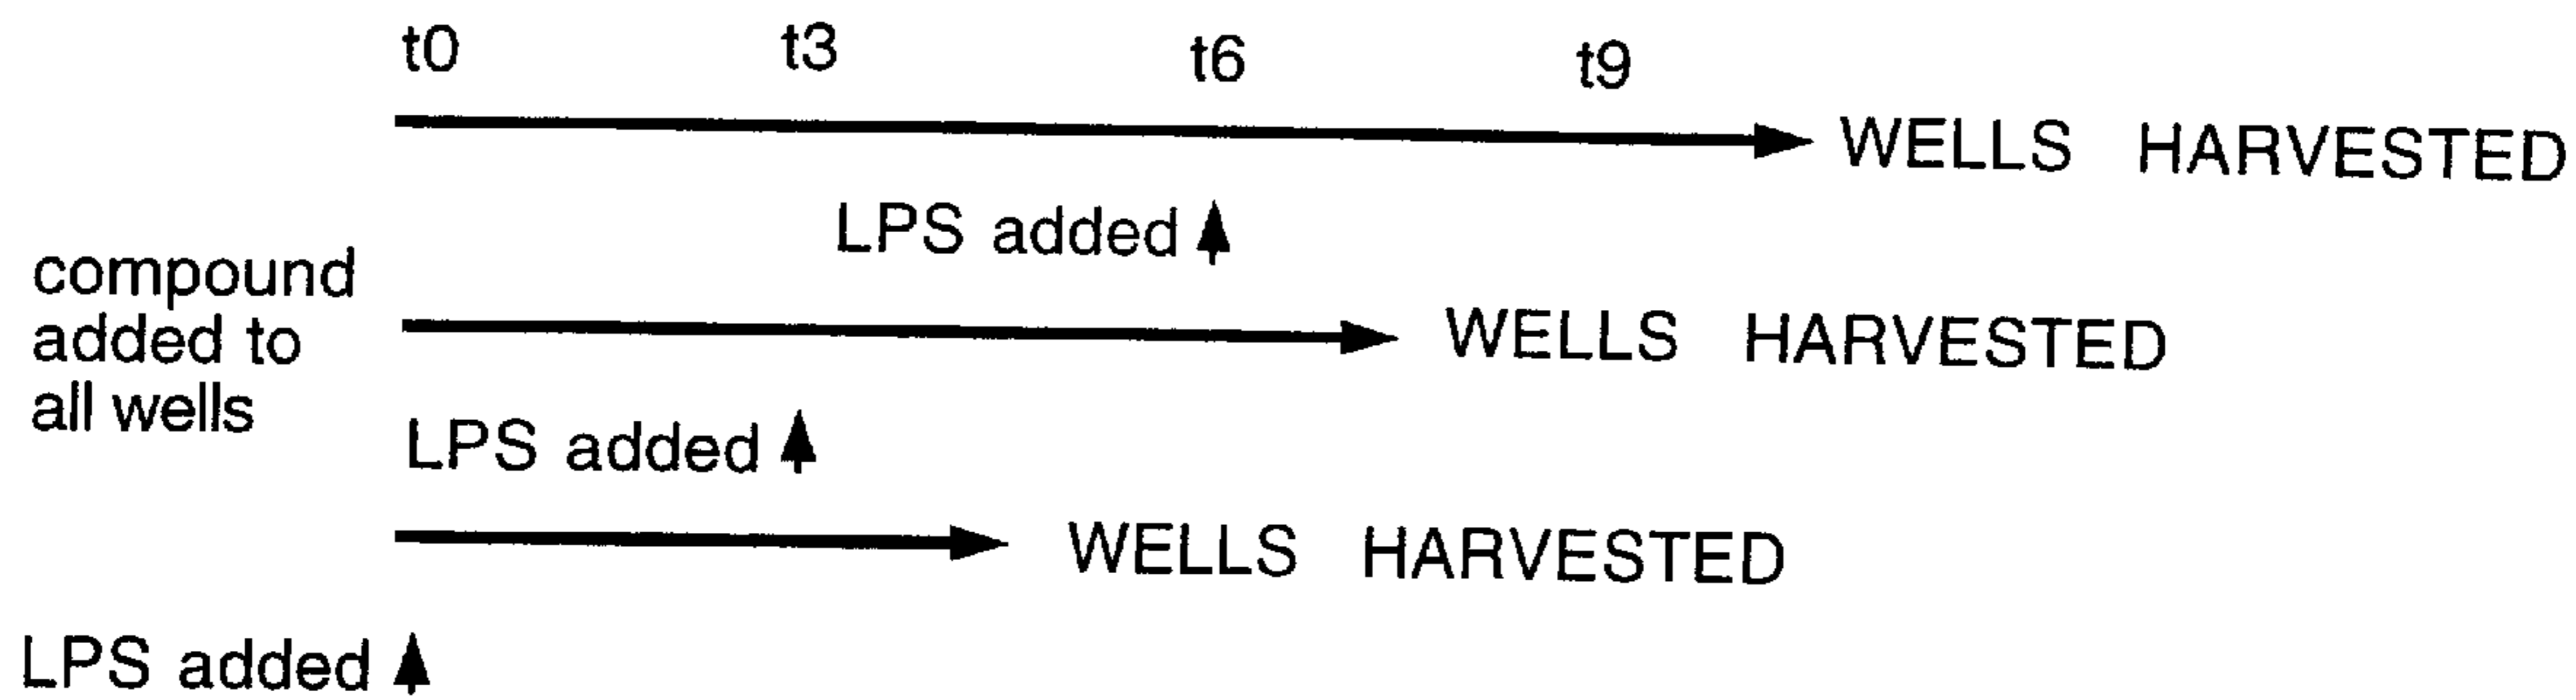 t0 t3 t6 t9
WELLS HARVESTED
LPS added
compound
added to
all wells
WELLS HARVESTED
LPS added
WELLS HARVESTED
LPS added